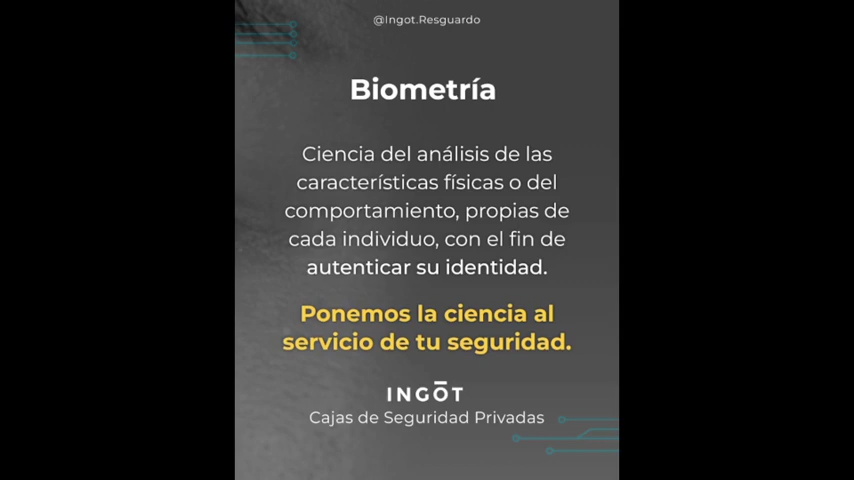 @Ingot.Resguardo
Biometría
Ciencia del análisis de las
características físicas o del
comportamiento, propias de
cada individuo, con el fin de
autenticar su identidad.
Ponemos la ciencia al
servicio de tu seguridad.
INGOT
Cajas de Seguridad Privadas